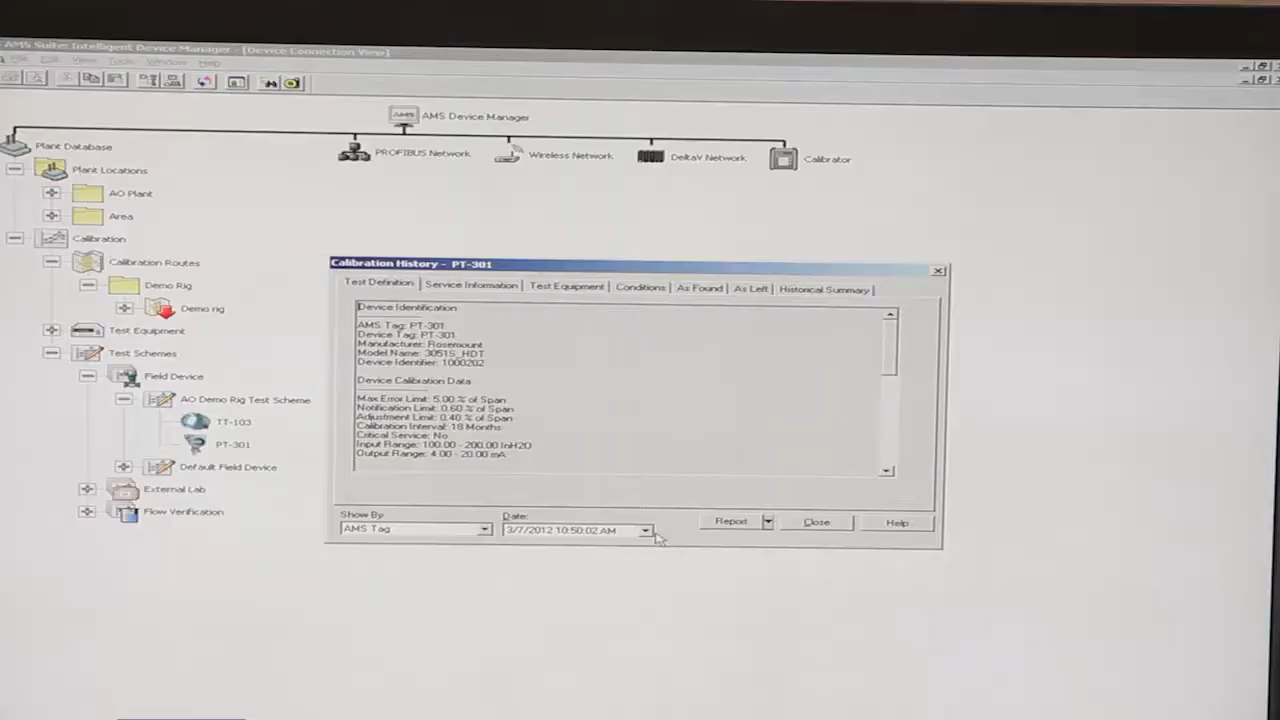 AMS Suite: Intelligent Device Manager - [Device Connection View]
File Edit View Tools Window Help
AMS Device Manager
Plant Database
PROFIBUS Network
Wireless Network
DeltaV Network
Calibrator
Plant Locations
AO Plant
Area
Calibration
Calibration Routes
Demo Rig
Demo rig
Test Equipment
Test Schemes
Field Device
AO Demo Rig Test Scheme
TT-103
PT-301
Default Field Device
External Lab
Flow Verification
Calibration History - PT-301
Test Definition Service Information Test Equipment Conditions As Found As Left Historical Summary
Device Identification
AMS Tag: PT-301
Device Tag: PT-301
Manufacturer: Rosemount
Model Name: 3051S_HDT
Device Identifier: 1000202
Device Calibration Data
Max Error Limit: 5.00 % of Span
Notification Limit: 0.60 % of Span
Adjustment Limit: 0.40 % of Span
Calibration Interval: 18 Months
Critical Service: No
Input Range: 100.00 - 200.00 InH2O
Output Range: 4.00 - 20.00 mA
Show By
Date:
AMS Tag
3/7/2012 10:50:02 AM
Report
Close
Help